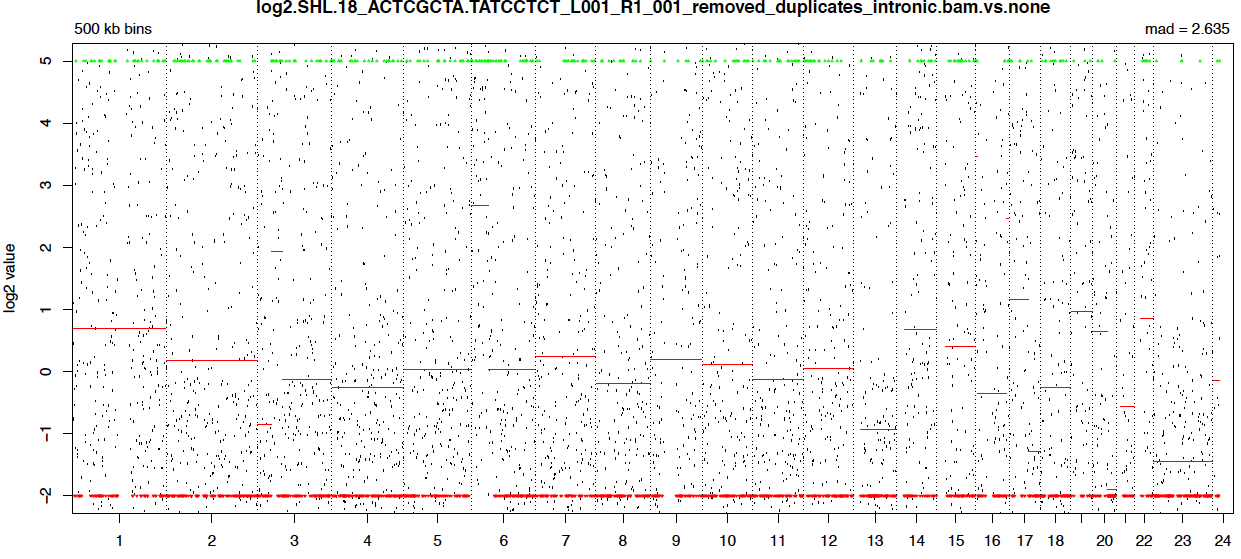 log2.SHL.18_ACTCGCTA.TATCCTCT_L001_R1_001_removed_duplicates_intronic.bam.vs.none
500 kb bins
mad = 2.635
log2 value
5
4
3
2
1
0
−1
−2
1 2 3 4 5 6 7 8 9 10 11 12 13 14 15 16 17 18 20 22 23 24